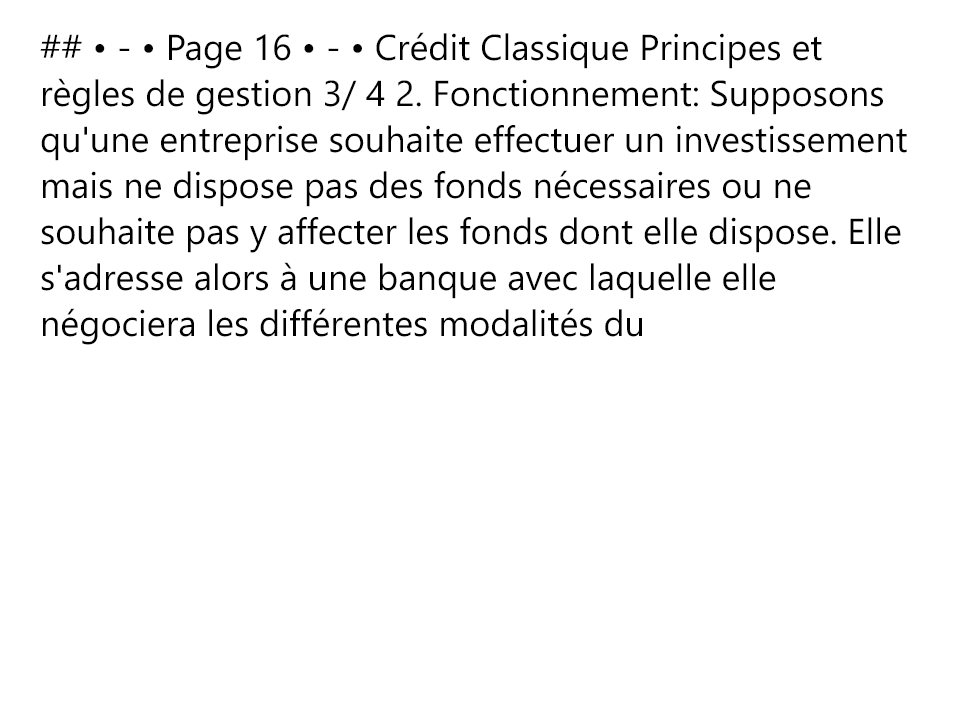 ## • - • Page 16 • - • Crédit Classique Principes et
règles de gestion 3/ 4 2. Fonctionnement: Supposons
qu'une entreprise souhaite effectuer un investissement
mais ne dispose pas des fonds nécessaires ou ne
souhaite pas y affecter les fonds dont elle dispose. Elle
s'adresse alors à une banque avec laquelle elle
négociera les différentes modalités du